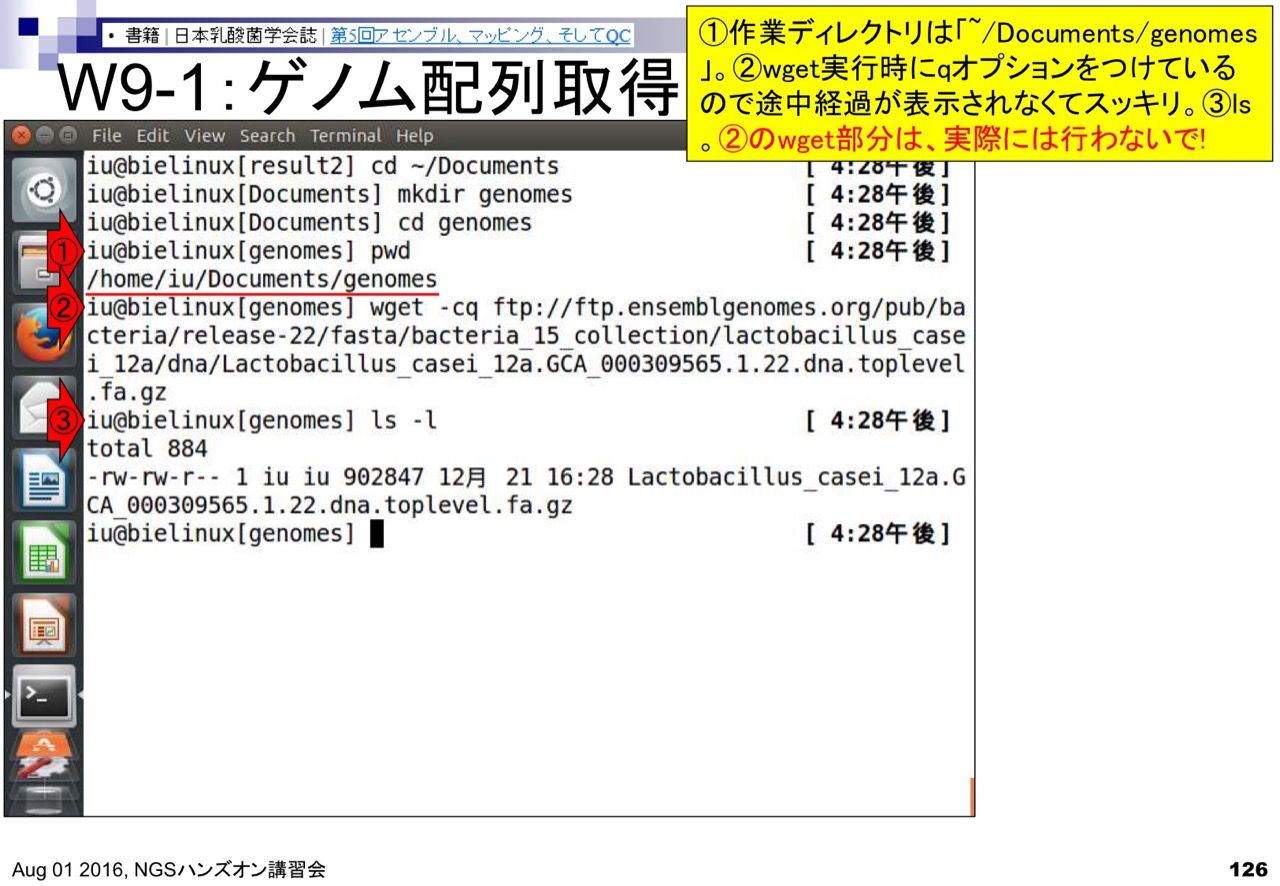 • 書籍 | 日本乳酸菌学会誌 | 第5回アセンブル、マッピング、そしてQC
W9-1：ゲノム配列取得
①作業ディレクトリは「~/Documents/genomes
」。②wget実行時にqオプションをつけている
ので途中経過が表示されなくてスッキリ。③ls
。②のwget部分は、実際には行わないで!
File Edit View Search Terminal Help
iu@bielinux[result2] cd ~/Documents [ 4:28午後]
iu@bielinux[Documents] mkdir genomes [ 4:28午後]
iu@bielinux[Documents] cd genomes [ 4:28午後]
① iu@bielinux[genomes] pwd [ 4:28午後]
/home/iu/Documents/genomes
② iu@bielinux[genomes] wget -cq ftp://ftp.ensemblgenomes.org/pub/ba
cteria/release-22/fasta/bacteria_15_collection/lactobacillus_case
i_12a/dna/Lactobacillus_casei_12a.GCA_000309565.1.22.dna.toplevel
.fa.gz
③ iu@bielinux[genomes] ls -l [ 4:28午後]
total 884
-rw-rw-r-- 1 iu iu 902847 12月 21 16:28 Lactobacillus_casei_12a.G
CA_000309565.1.22.dna.toplevel.fa.gz
iu@bielinux[genomes] [ 4:28午後]
Aug 01 2016, NGSハンズオン講習会
126